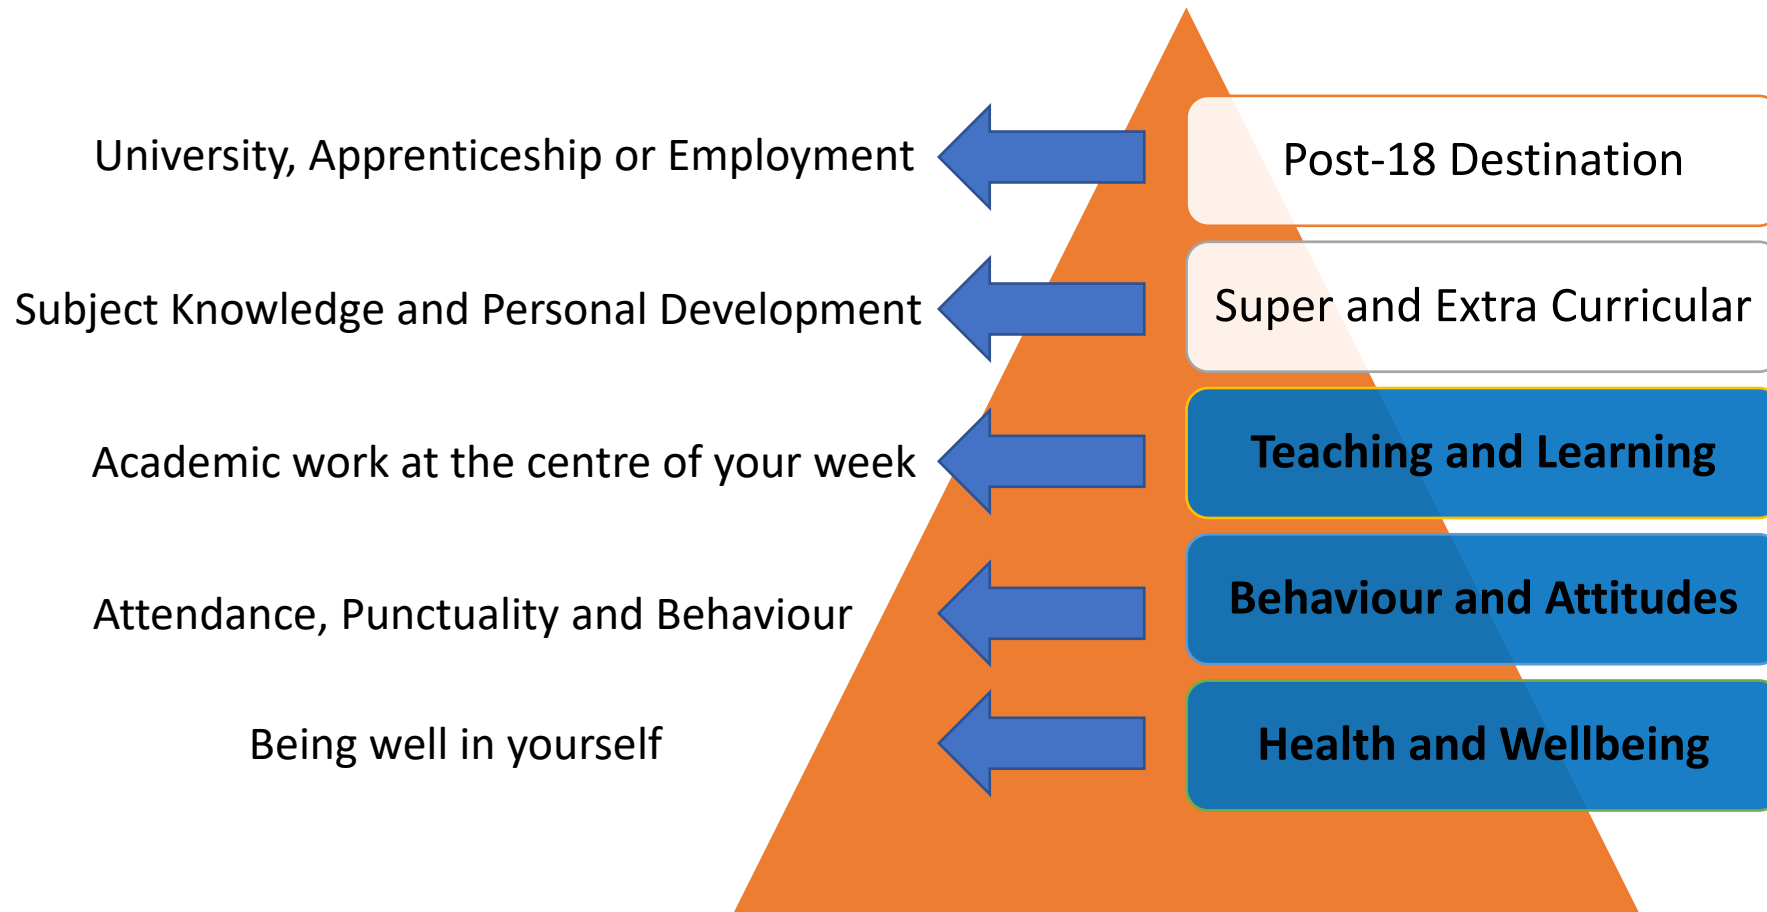 University, Apprenticeship or Employment
Post-18 Destination
Subject Knowledge and Personal Development
Super and Extra Curricular
Academic work at the centre of your week
Teaching and Learning
Attendance, Punctuality and Behaviour
Behaviour and Attitudes
Being well in yourself
Health and Wellbeing